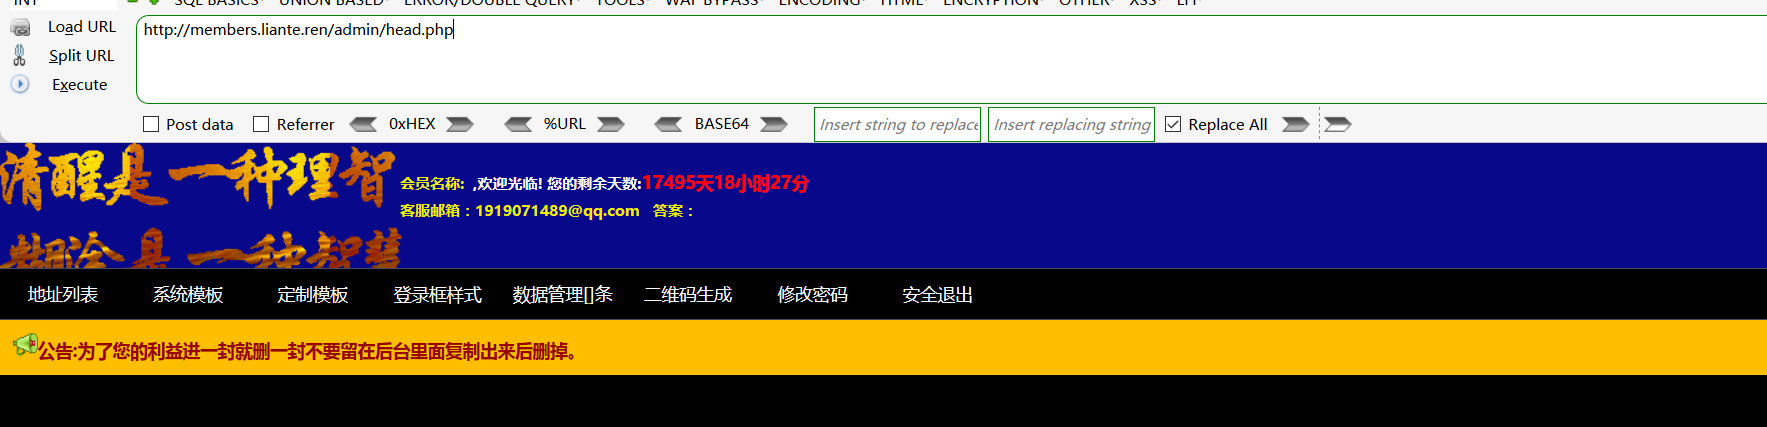 INT SQL BASICS UNION BASED ERROR/DOUBLE QUERY TOOLS WAF BYPASS ENCODING HTML ENCRYPTION OTHER XSS LFI
Load URL
http://members.liante.ren/admin/head.php
Split URL
Execute
Post data Referrer 0xHEX %URL BASE64 Insert string to replace Insert replacing string Replace All
清醒是一种理智
会员名称: ,欢迎光临! 您的剩余天数:17495天18小时27分
客服邮箱：1919071489@qq.com 答案：
糊涂是一种智慧
地址列表 系统模板 定制模板 登录框样式 数据管理[]条 二维码生成 修改密码 安全退出
公告:为了您的利益进一封就删一封不要留在后台里面复制出来后删掉。